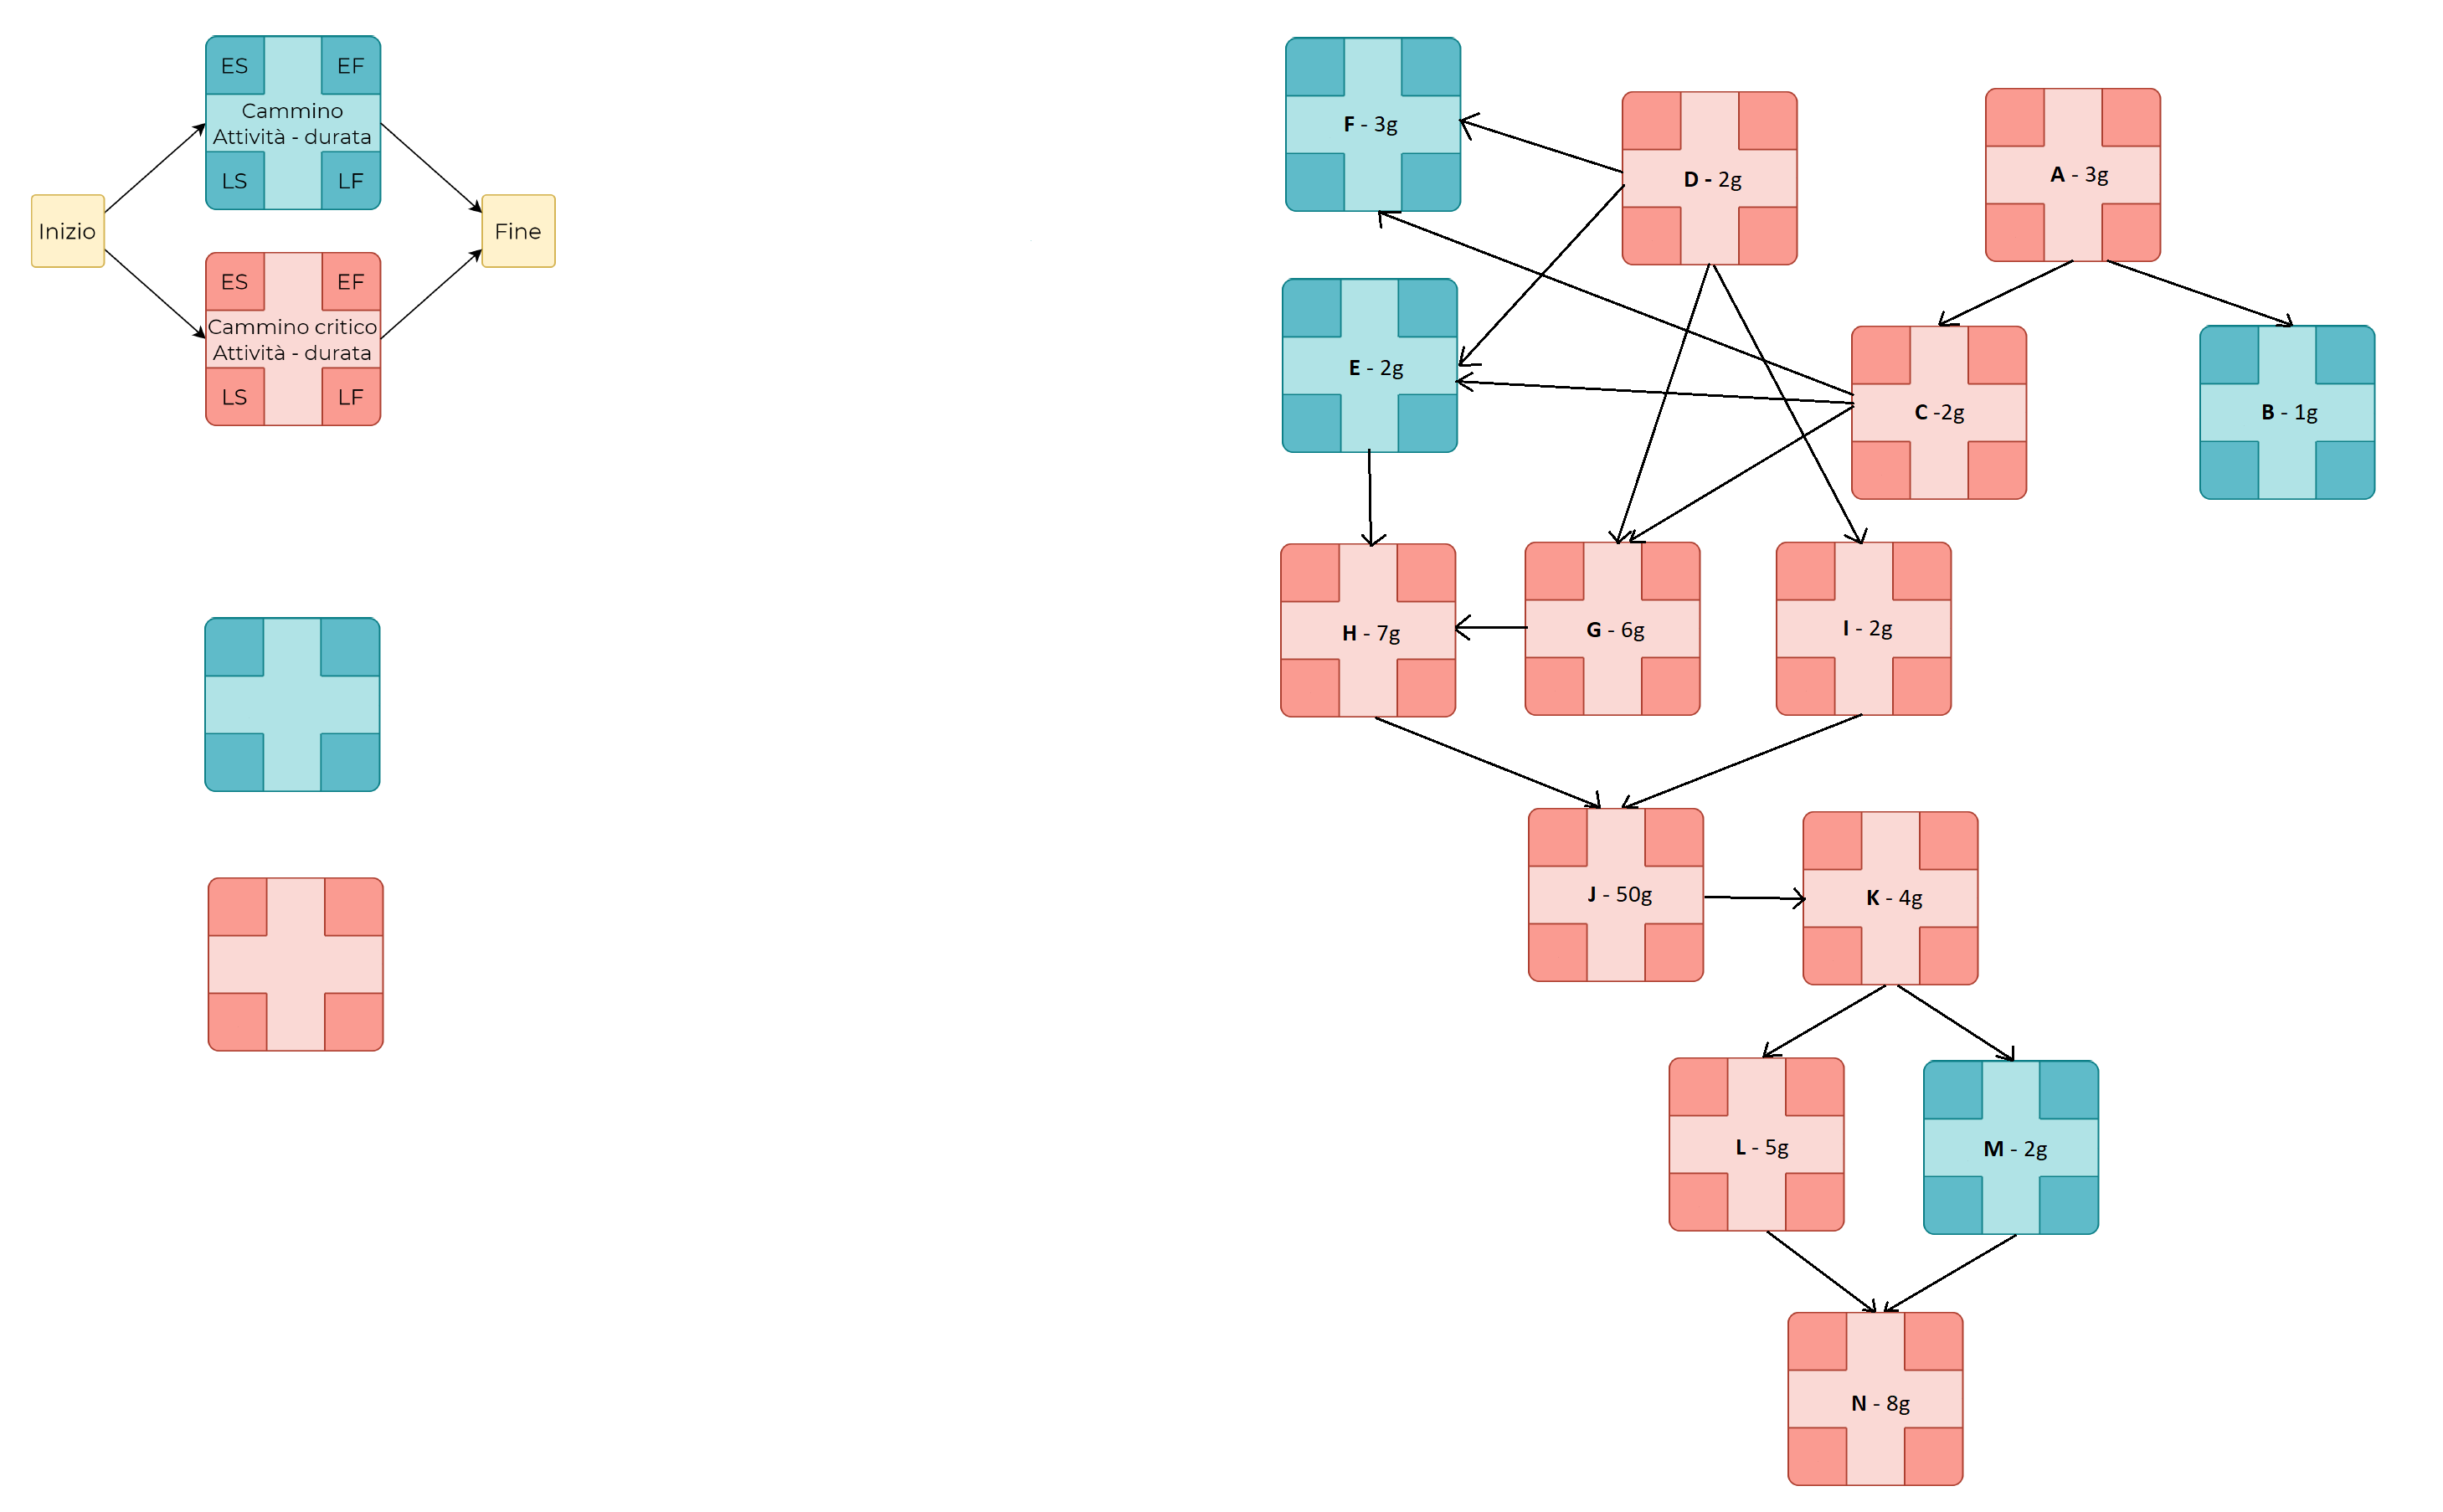 ES
EF
Cammino
Attività - durata
LS
LF
Inizio
Fine
ES
EF
Cammino critico
Attività - durata
LS
LF
F - 3g
D - 2g
A - 3g
E - 2g
C -2g
B - 1g
H - 7g
G - 6g
I - 2g
J - 50g
K - 4g
L - 5g
M - 2g
N - 8g